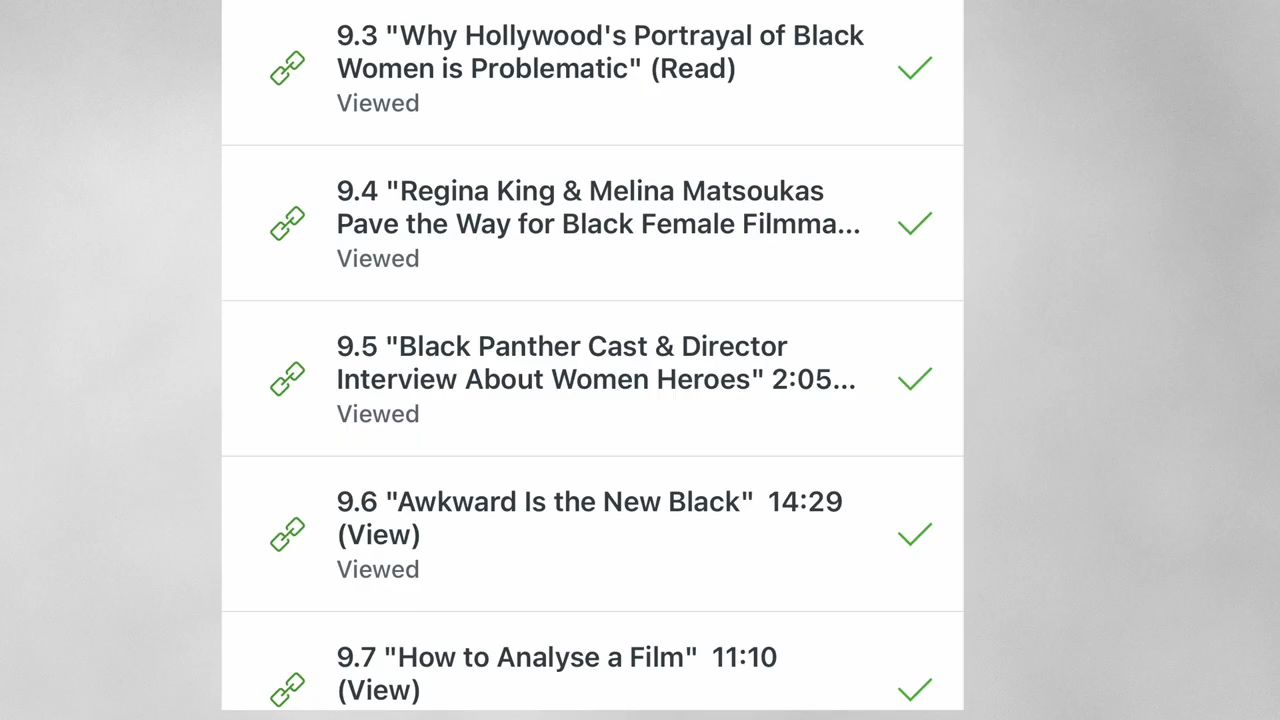 9.3 "Why Hollywood's Portrayal of Black
Women is Problematic" (Read)
Viewed
9.4 "Regina King & Melina Matsoukas
Pave the Way for Black Female Filmma...
Viewed
9.5 "Black Panther Cast & Director
Interview About Women Heroes" 2:05...
Viewed
9.6 "Awkward Is the New Black"  14:29
(View)
Viewed
9.7 "How to Analyse a Film"  11:10
(View)